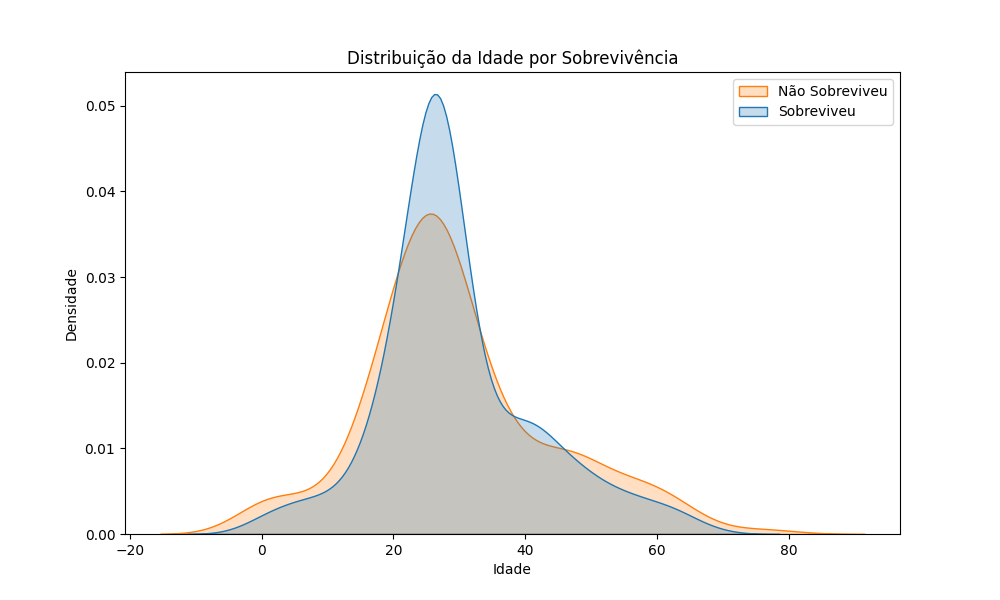 Distribuição da Idade por Sobrevivência
Não Sobreviveu
Sobreviveu
Densidade
0.05
0.04
0.03
0.02
0.01
0.00
−20
0
20
40
60
80
Idade